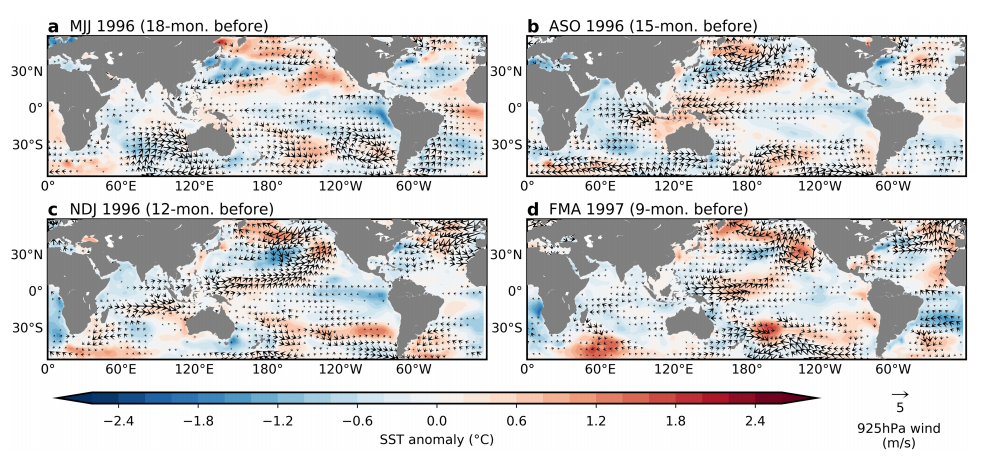 a MJJ 1996 (18-mon. before)
b ASO 1996 (15-mon. before)
30°N
0°
30°S
0° 60°E 120°E 180° 120°W 60°W
30°N
0°
30°S
0° 60°E 120°E 180° 120°W 60°W
c NDJ 1996 (12-mon. before)
d FMA 1997 (9-mon. before)
30°N
0°
30°S
0° 60°E 120°E 180° 120°W 60°W
30°N
0°
30°S
0° 60°E 120°E 180° 120°W 60°W
−2.4 −1.8 −1.2 −0.6 0.0 0.6 1.2 1.8 2.4
SST anomaly (°C)
5
925hPa wind
(m/s)